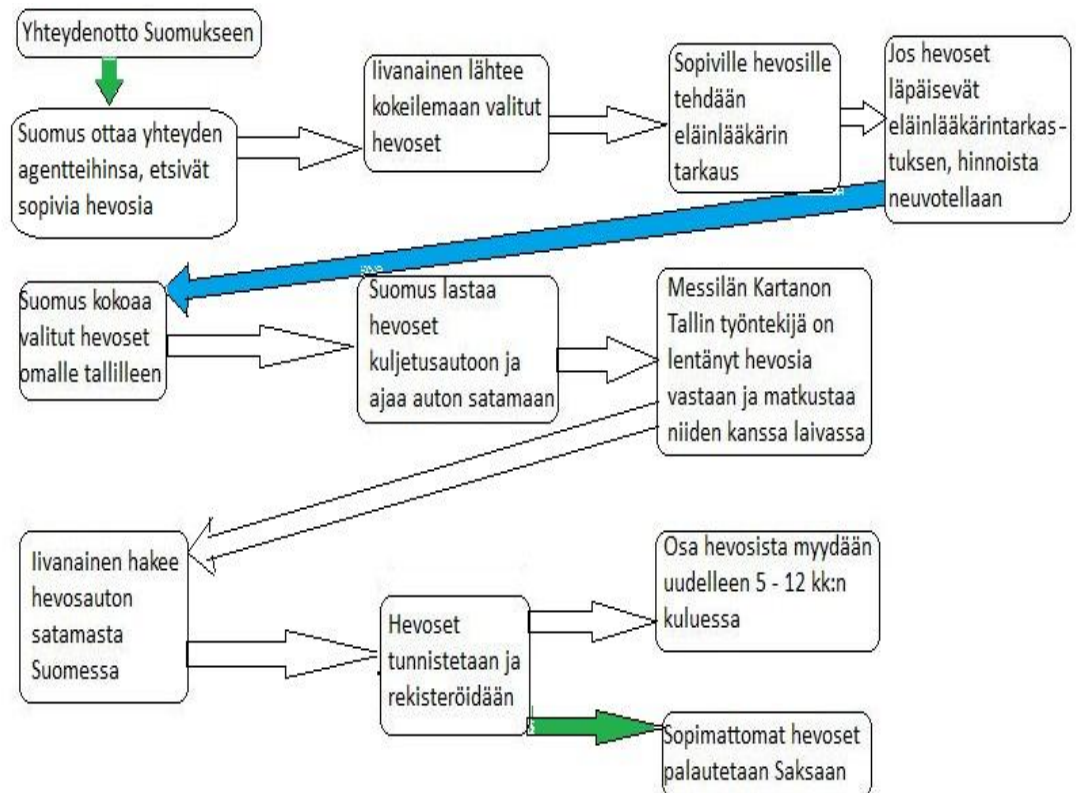 Yhteydenotto Suomukseen
Suomus ottaa yhteyden
agentteihinsa, etsivät
sopivia hevosia
Iivanainen lähtee
kokeilemaan valitut
hevoset
Sopiville hevosille
tehdään
eläinlääkärin
tarkaus
Jos hevoset
läpäisevät
eläinlääkärintarkas-
tuksen, hinnoista
neuvotellaan
Suomus kokoaa
valitut hevoset
omalle tallilleen
Suomus lastaa
hevoset
kuljetusautoon ja
ajaa auton satamaan
Messilän Kartanon
Tallin työntekijä on
lentänyt hevosia
vastaan ja matkustaa
niiden kanssa laivassa
Iivanainen hakee
hevosauton
satamasta
Suomessa
Hevoset
tunnistetaan ja
rekisteröidään
Osa hevosista myydään
uudelleen 5 - 12 kk:n
kuluessa
Sopimattomat hevoset
palautetaan Saksaan